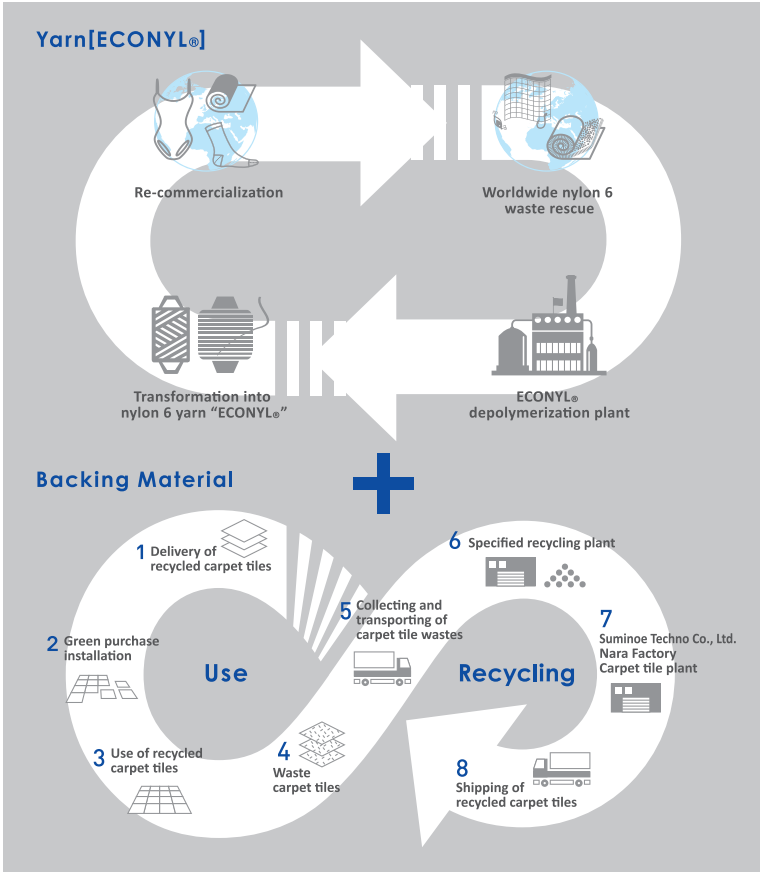 Yarn[ECONYL®]
Re-commercialization
Worldwide nylon 6
waste rescue
Transformation into
nylon 6 yarn “ECONYL®”
ECONYL®
depolymerization plant
Backing Material
1 Delivery of
recycled carpet tiles
2 Green purchase
installation
3 Use of recycled
carpet tiles
4
Waste
carpet tiles
5 Collecting and
transporting of
carpet tile wastes
Use
Recycling
6 Specified recycling plant
7
Suminoe Techno Co., Ltd.
Nara Factory
Carpet tile plant
8
Shipping of
recycled carpet tiles